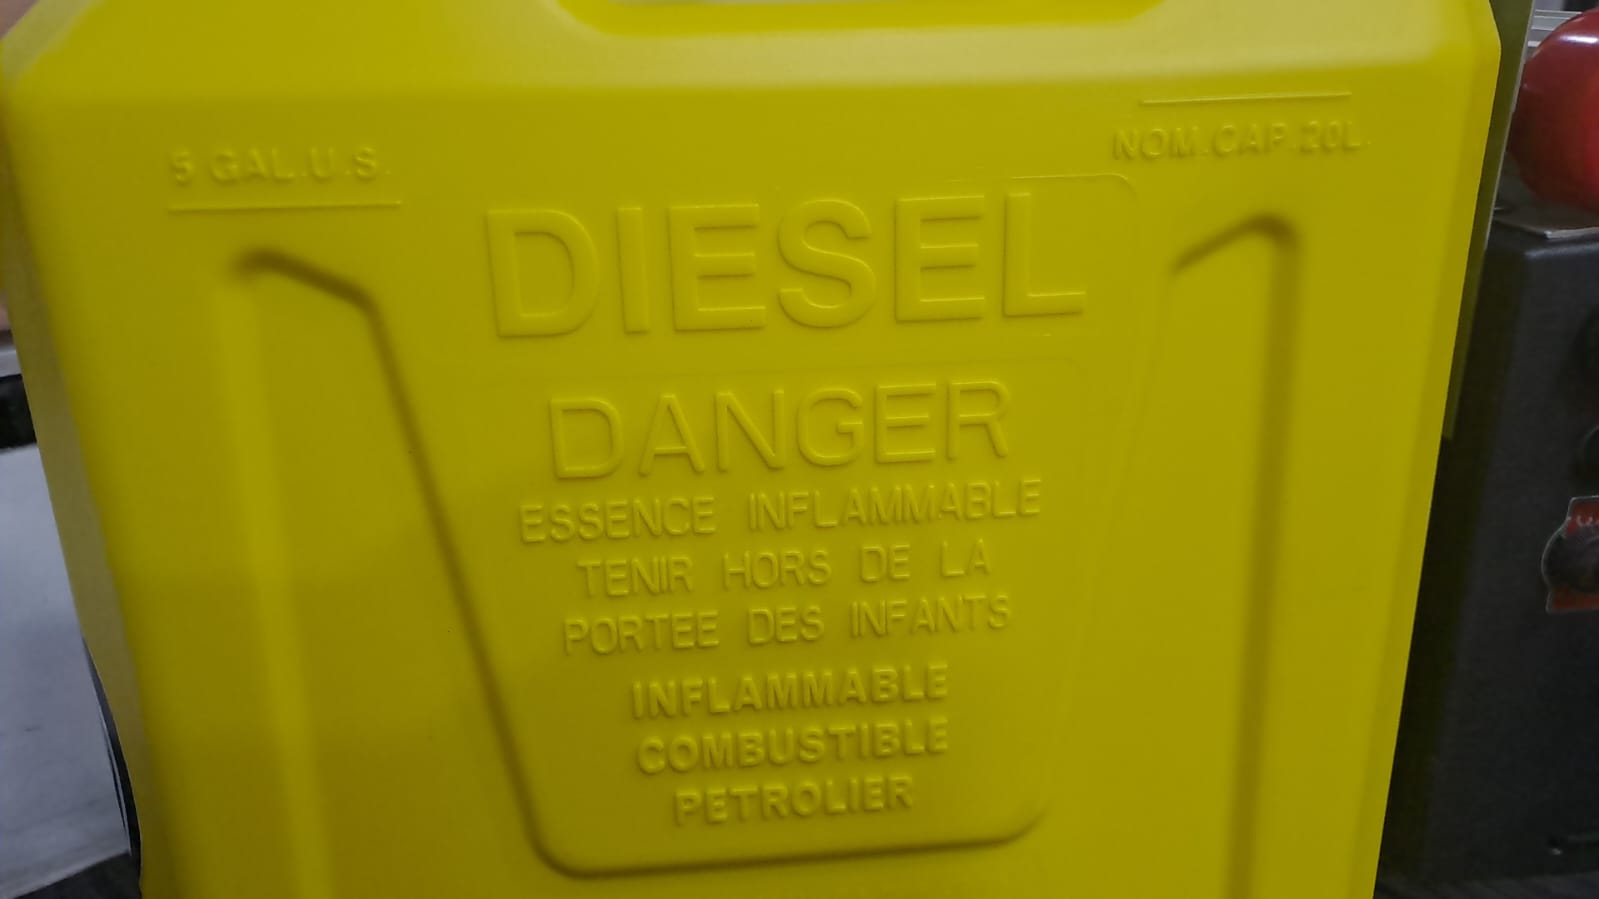 5 GAL.U.S.
NOM.CAP.20L.
DIESEL
DANGER
ESSENCE INFLAMMABLE
TENIR HORS DE LA
PORTEE DES INFANTS
INFLAMMABLE
COMBUSTIBLE
PETROLIER